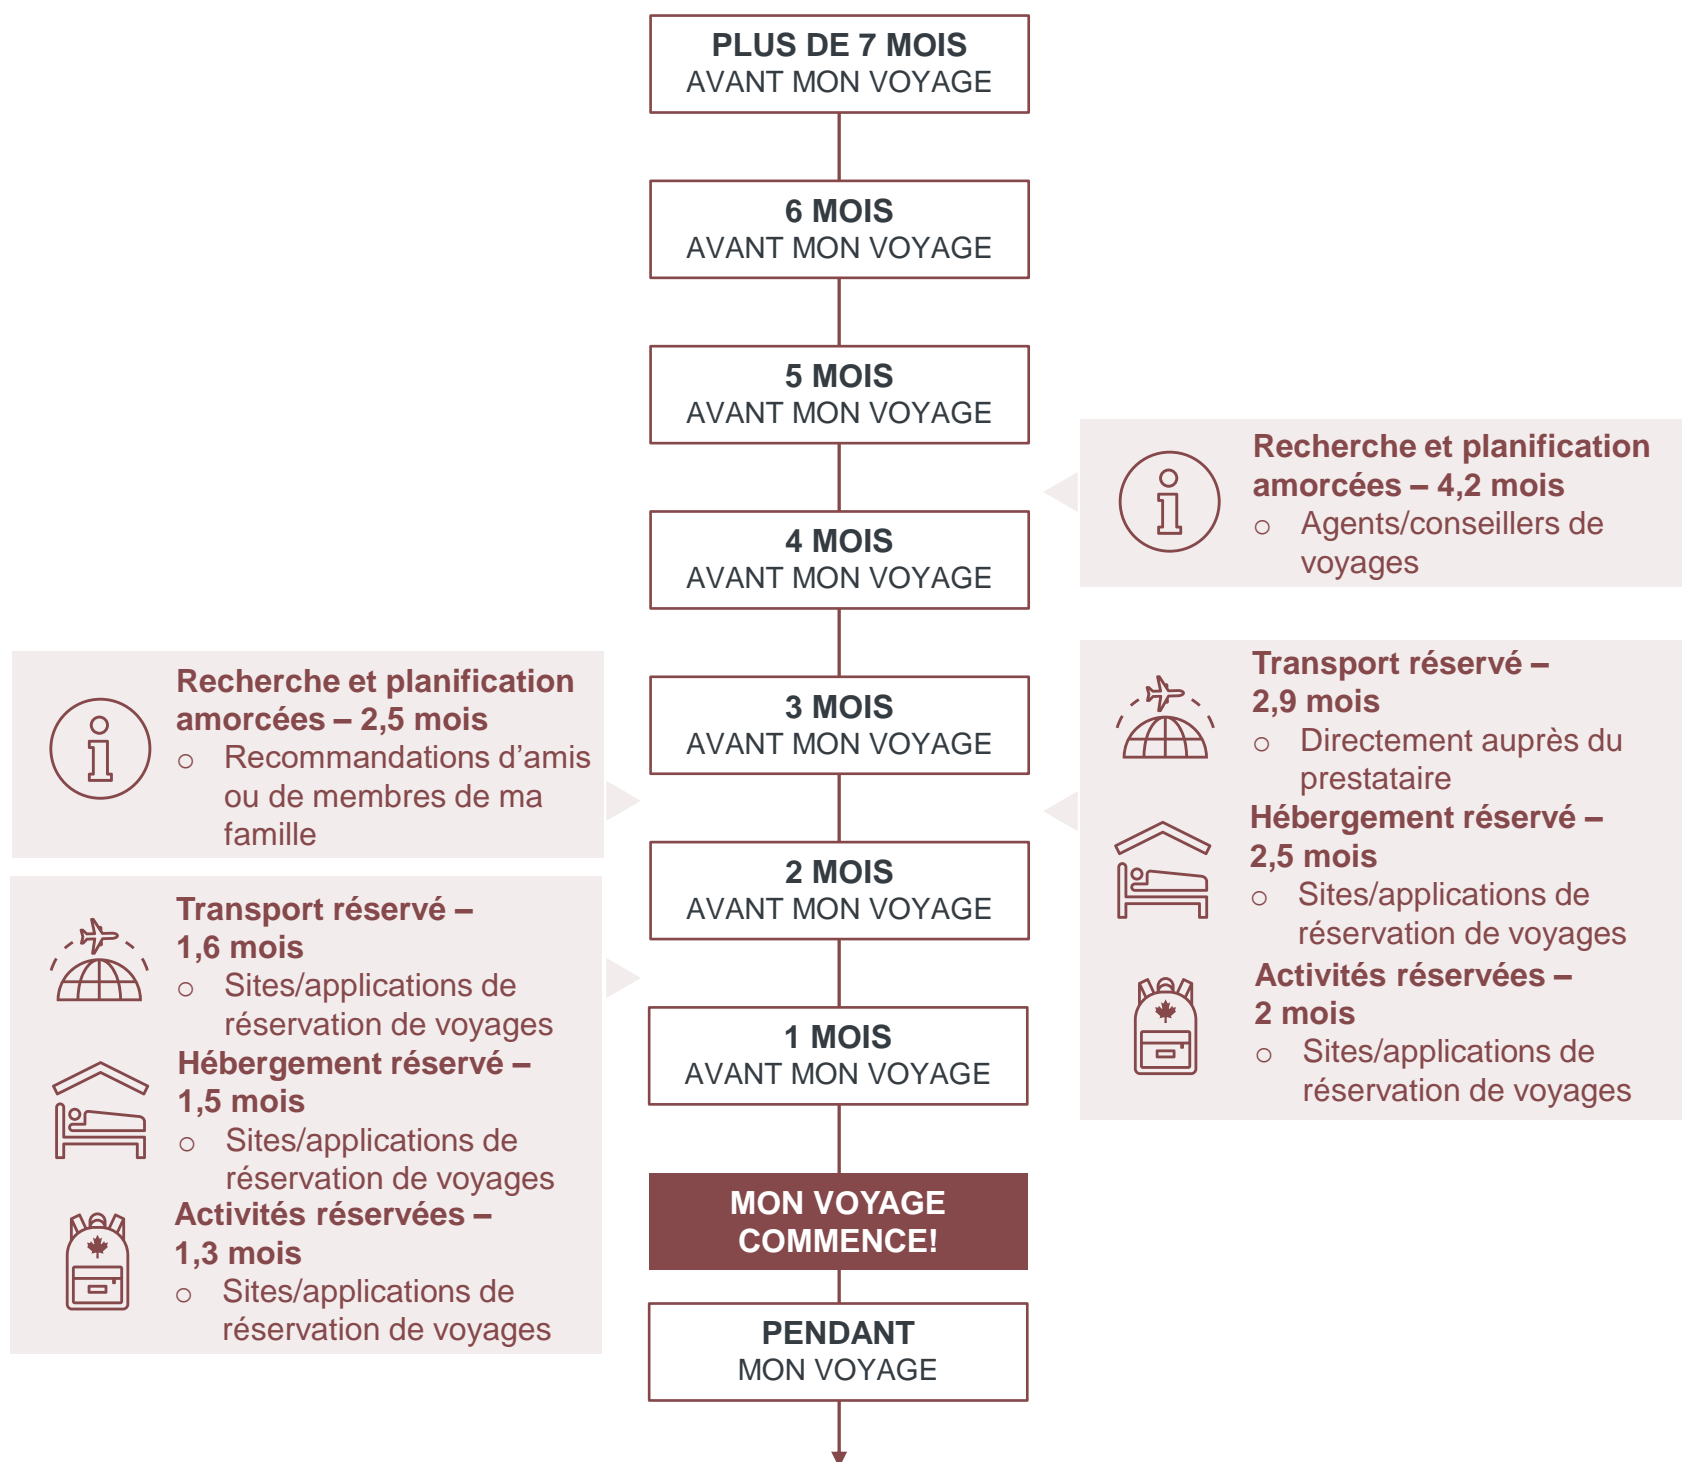 PLUS DE 7 MOIS
AVANT MON VOYAGE
6 MOIS
AVANT MON VOYAGE
5 MOIS
AVANT MON VOYAGE
4 MOIS
AVANT MON VOYAGE
3 MOIS
AVANT MON VOYAGE
2 MOIS
AVANT MON VOYAGE
1 MOIS
AVANT MON VOYAGE
MON VOYAGE
COMMENCE!
PENDANT
MON VOYAGE
Recherche et planification
amorcées – 2,5 mois
o Recommandations d’amis
ou de membres de ma
famille
Transport réservé –
1,6 mois
o Sites/applications de
réservation de voyages
Hébergement réservé –
1,5 mois
o Sites/applications de
réservation de voyages
Activités réservées –
1,3 mois
o Sites/applications de
réservation de voyages
Recherche et planification
amorcées – 4,2 mois
o Agents/conseillers de
voyages
Transport réservé –
2,9 mois
o Directement auprès du
prestataire
Hébergement réservé –
2,5 mois
o Sites/applications de
réservation de voyages
Activités réservées –
2 mois
o Sites/applications de
réservation de voyages